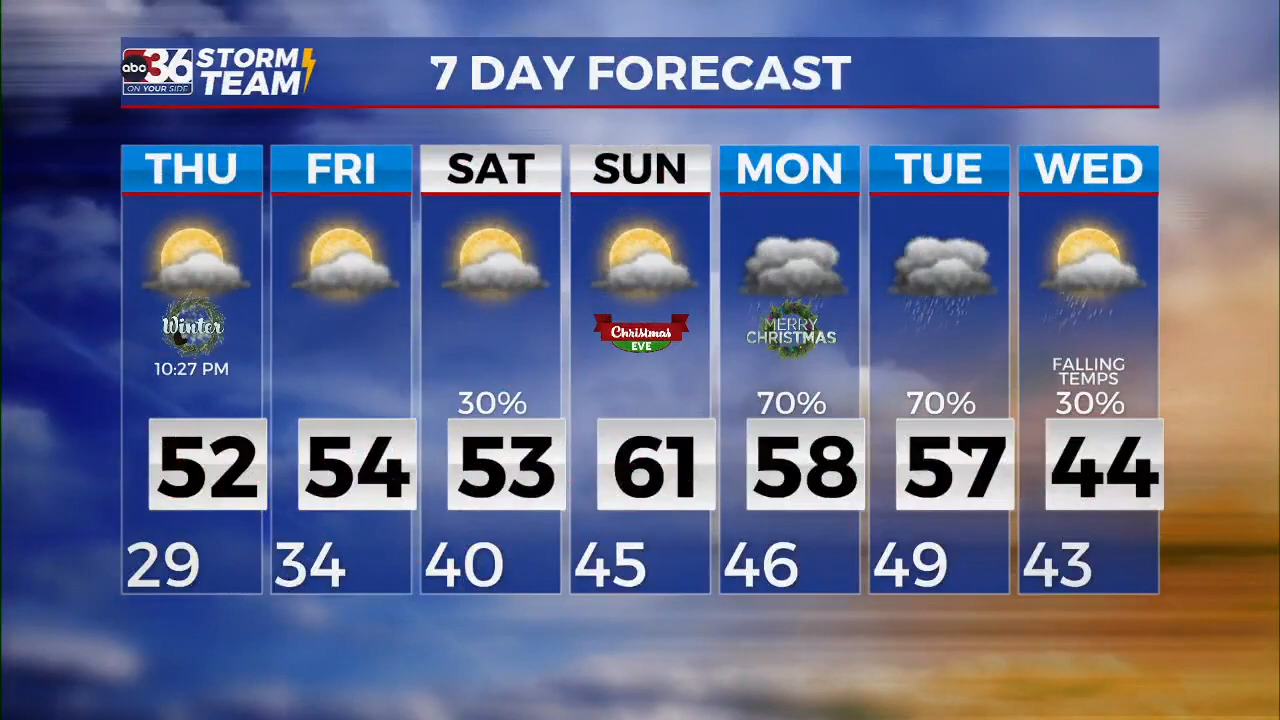 abc 36
ON YOUR SIDE
STORM
TEAM
7 DAY FORECAST
THU FRI SAT SUN MON TUE WED
Winter
10:27 PM
Christmas
EVE
MERRY
CHRISTMAS
FALLING
TEMPS
30% 70% 70% 30%
52 54 53 61 58 57 44
29 34 40 45 46 49 43